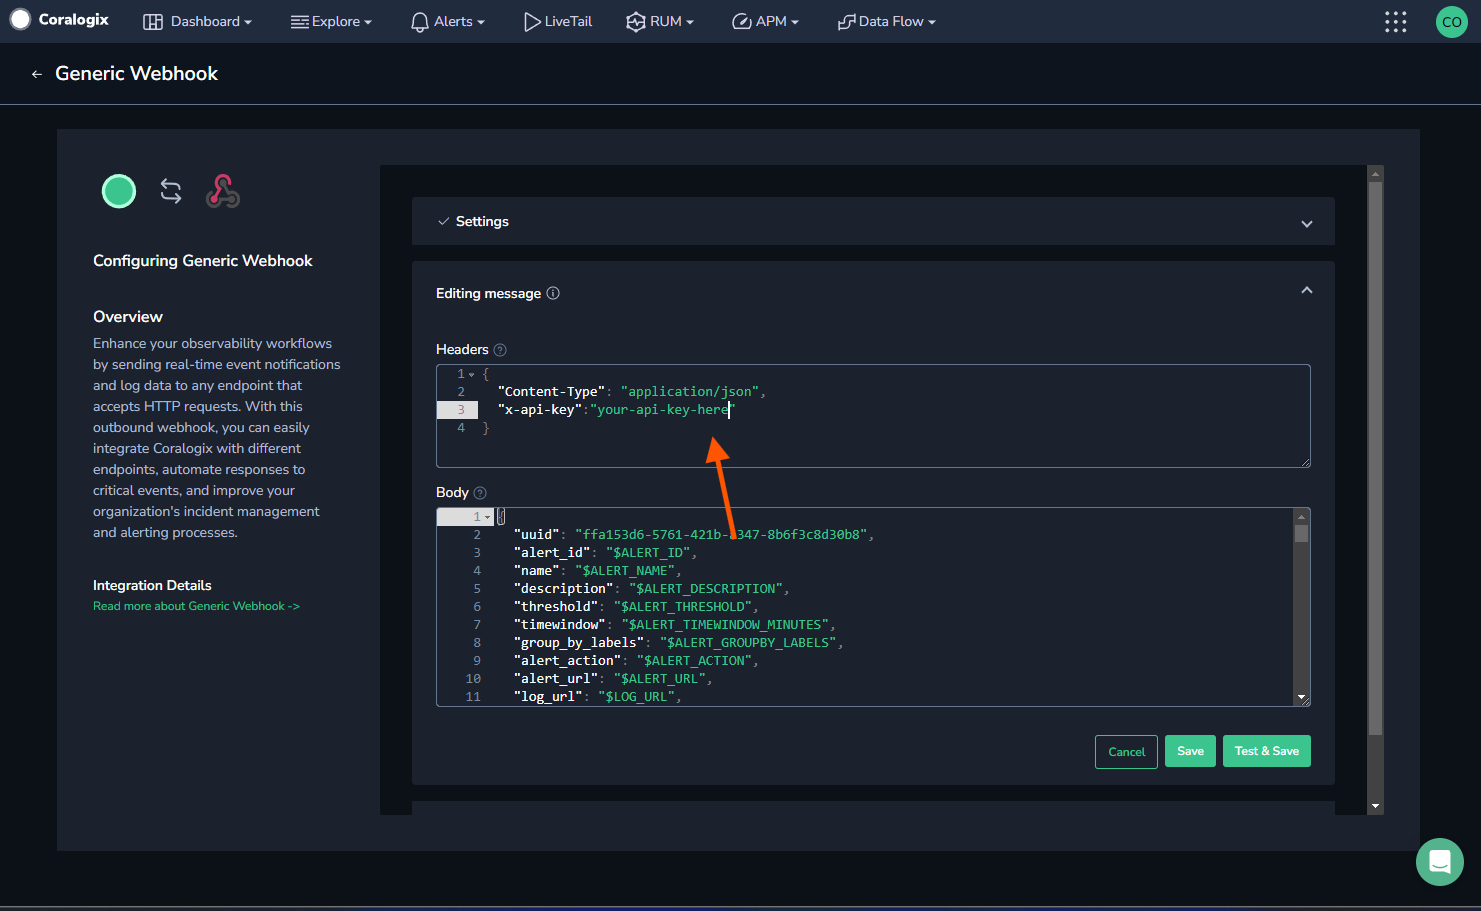 Coralogix Dashboard Explore Alerts LiveTail RUM APM Data Flow CO
← Generic Webhook
Configuring Generic Webhook
Overview
Enhance your observability workflows
by sending real-time event notifications
and log data to any endpoint that
accepts HTTP requests. With this
outbound webhook, you can easily
integrate Coralogix with different
endpoints, automate responses to
critical events, and improve your
organization's incident management
and alerting processes.
Integration Details
Read more about Generic Webhook ->
Settings
Editing message
Headers
1 {
2 "Content-Type": "application/json",
3 "x-api-key":"your-api-key-here"
4 }
Body
1 {
2 "uuid": "ffa153d6-5761-421b- 347-8b6f3c8d30b8",
3 "alert_id": "$ALERT_ID",
4 "name": "$ALERT_NAME",
5 "description": "$ALERT_DESCRIPTION",
6 "threshold": "$ALERT_THRESHOLD",
7 "timewindow": "$ALERT_TIMEWINDOW_MINUTES",
8 "group_by_labels": "$ALERT_GROUPBY_LABELS",
9 "alert_action": "$ALERT_ACTION",
10 "alert_url": "$ALERT_URL",
11 "log_url": "$LOG_URL",
Cancel Save Test & Save